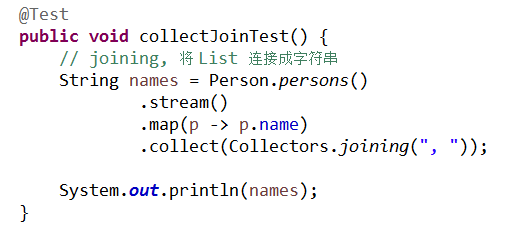 @Test
public void collectJoinTest() {
// joining, 将 List 连接成字符串
String names = Person.persons()
.stream()
.map(p -> p.name)
.collect(Collectors.joining(", "));
System.out.println(names);
}